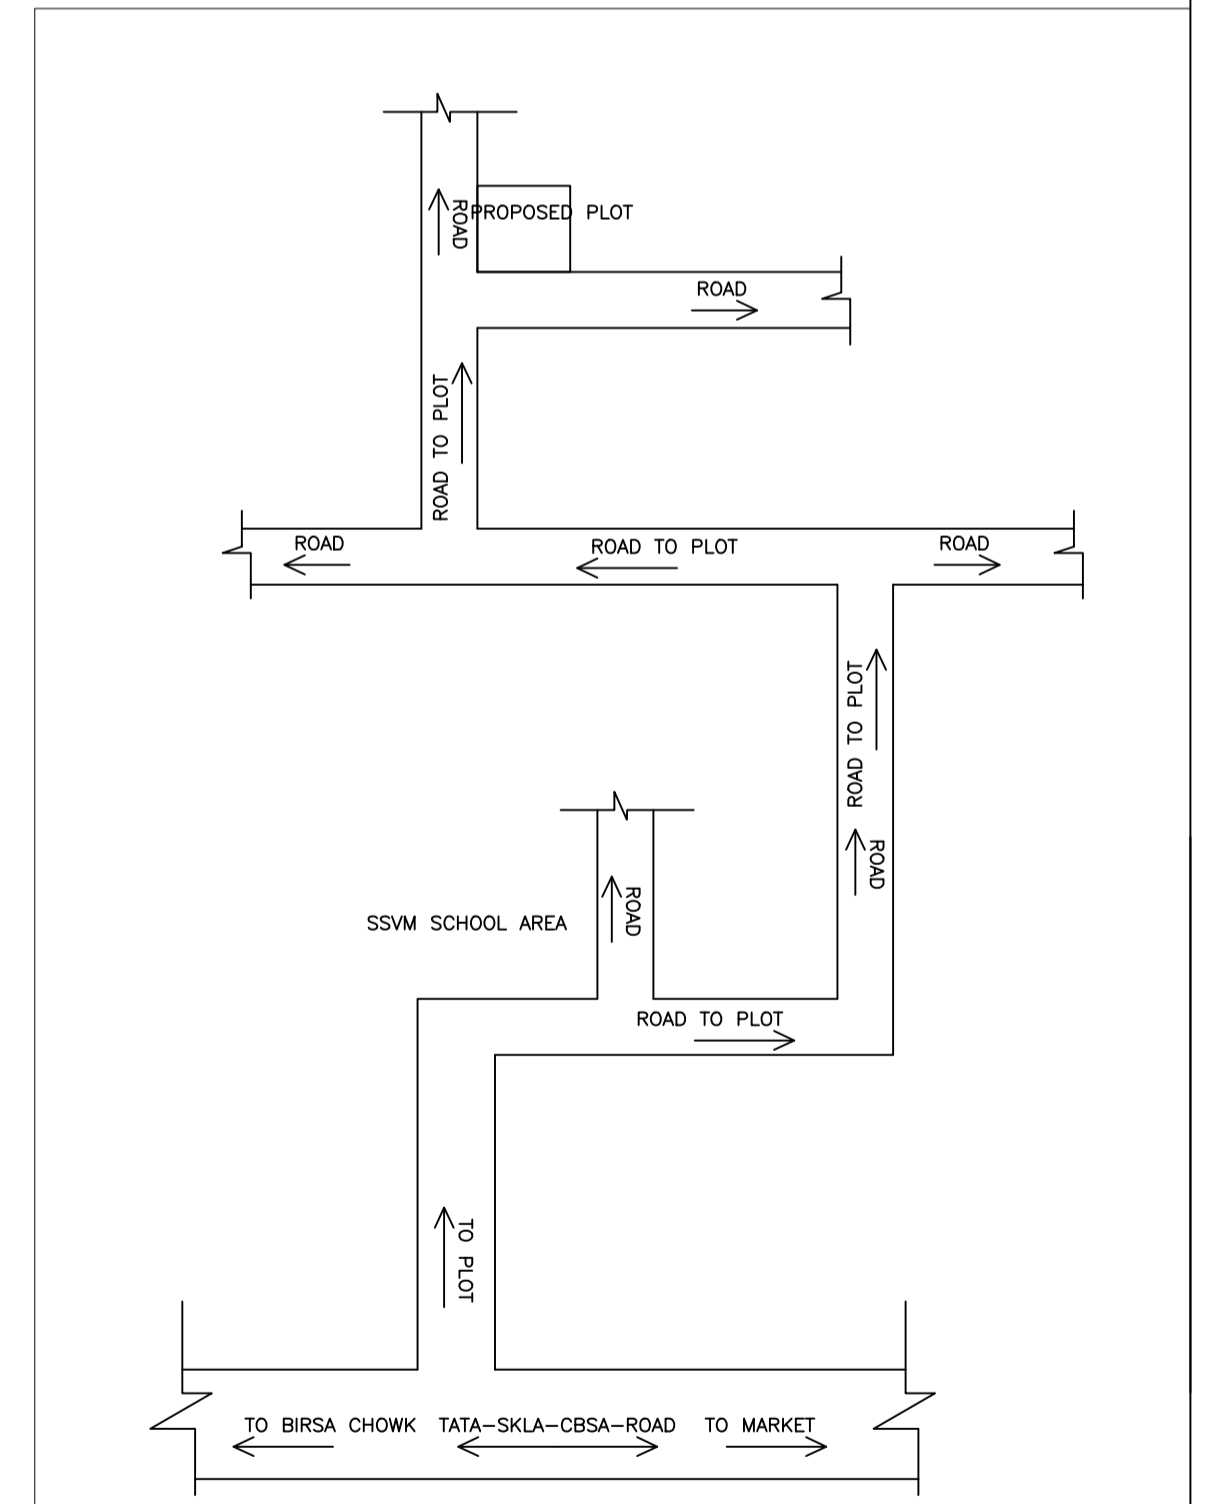 ROAD
PROPOSED PLOT
ROAD
ROAD TO PLOT
ROAD
ROAD TO PLOT
ROAD
ROAD TO PLOT
ROAD
ROAD
SSVM SCHOOL AREA
ROAD TO PLOT
TO PLOT
TO BIRSA CHOWK
TATA-SKLA-CBSA-ROAD
TO MARKET